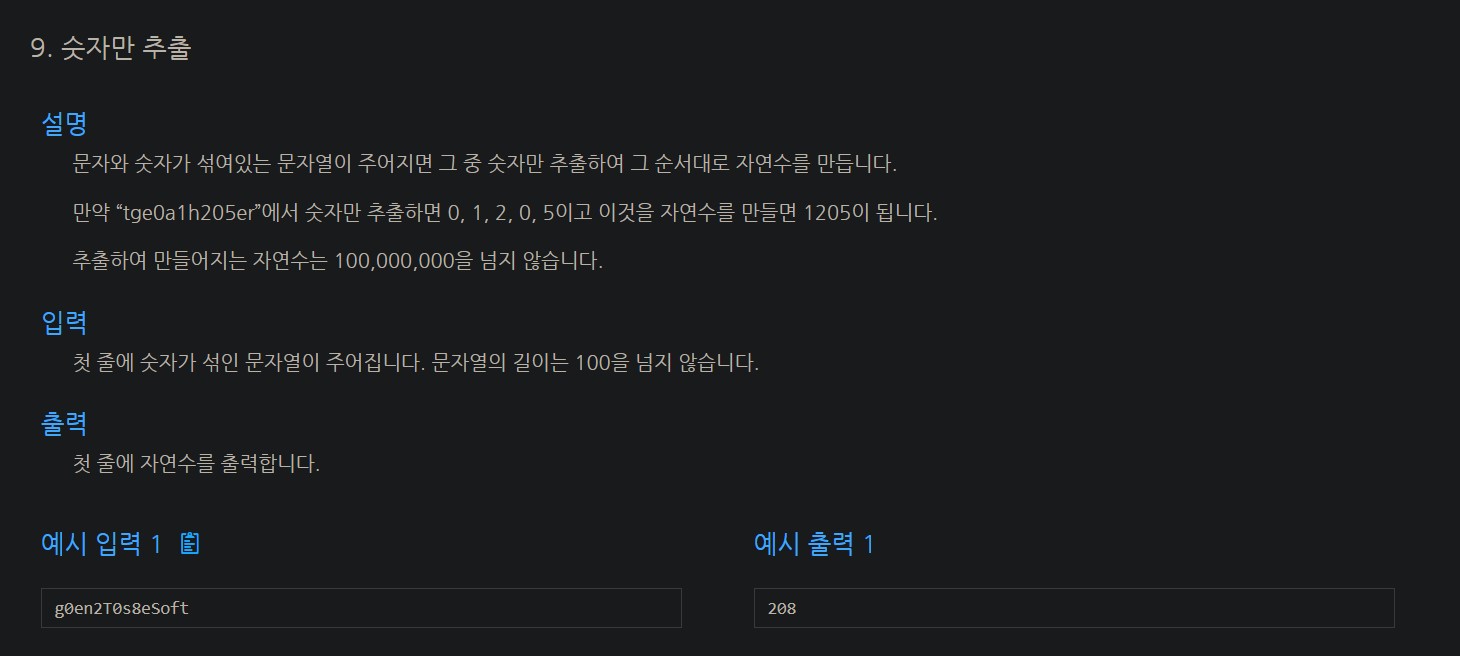 9. 숫자만 추출
설명
문자와 숫자가 섞여있는 문자열이 주어지면 그 중 숫자만 추출하여 그 순서대로 자연수를 만듭니다.
만약 “tge0a1h205er”에서 숫자만 추출하면 0, 1, 2, 0, 5이고 이것을 자연수를 만들면 1205이 됩니다.
추출하여 만들어지는 자연수는 100,000,000을 넘지 않습니다.
입력
첫 줄에 숫자가 섞인 문자열이 주어집니다. 문자열의 길이는 100을 넘지 않습니다.
출력
첫 줄에 자연수를 출력합니다.
예시 입력 1
g0en2T0s8eSoft
예시 출력 1
208